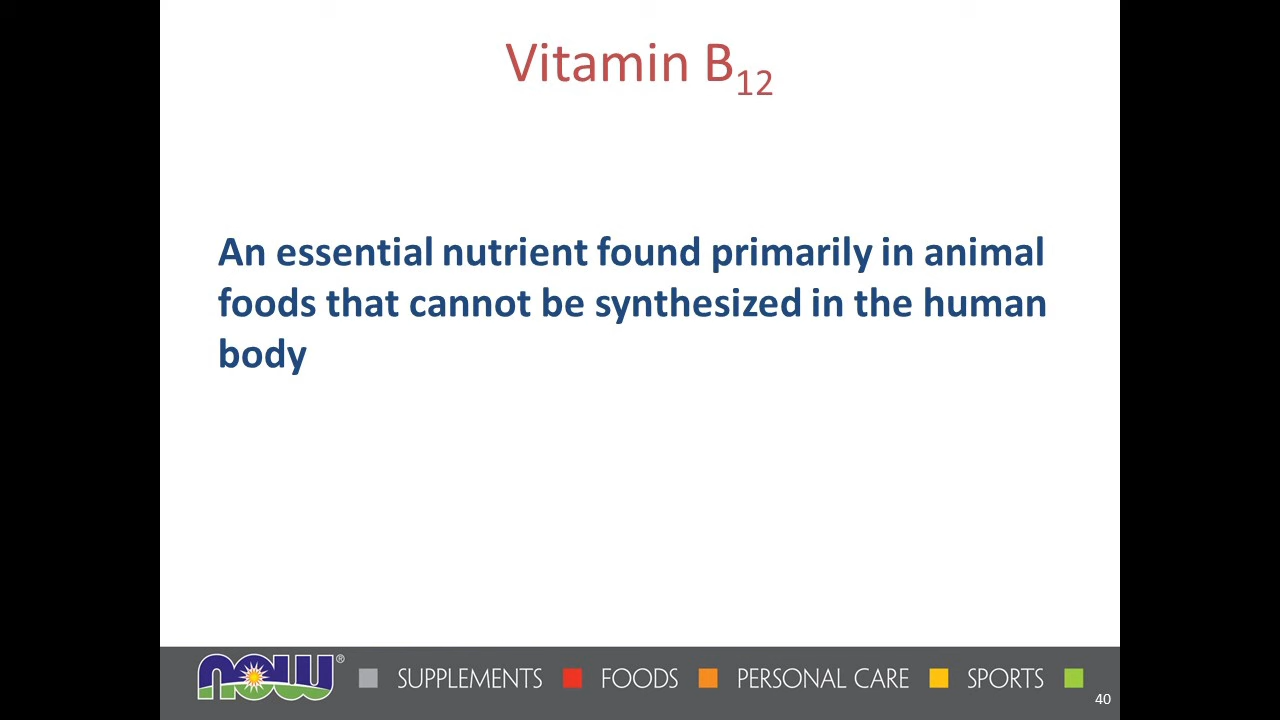 Vitamin B12
An essential nutrient found primarily in animal
foods that cannot be synthesized in the human
body
NOW® SUPPLEMENTS FOODS PERSONAL CARE SPORTS
40